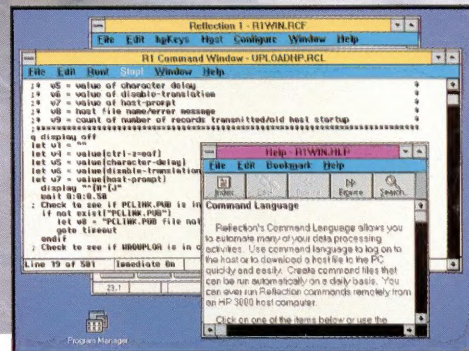 Reflection 1 - R1WIN.RCF
File Edit hpKeys Host Configure Window Help
R1 Command Window - UPLOADHP.RCL
File Edit Run! Stop! Window Help
;* v5 = value of character delay *
;* v6 = value of disable-translation *
;* v7 = value of host-prompt *
;* v8 = host file name/error message *
;* v9 = count of number of records transmitted/old host startup *
q display off
let v1 = ""
let v4 = value(ctrl-z-eof)
let v5 = value(character-delay)
let v6 = value(disable-translation
let v7 = value(host-prompt)
display "^[H^[J"
wait 0:0:0.50
; Check to see if PCLINK.PUB is in
if not exist("PCLINK.PUB")
let v8 = "PCLINK.PUB file not
goto timeout
endif
; Check to see if is in
Line 19 of 501 Immediate On
23,1
Help - R1WIN.HLP
File Edit Bookmark Help
Index Back Browse Search
Command Language
Reflection's Command Language allows you
to automate many of your data processing
activities. Use command language to log on to
the host or to download a host file to the PC
quickly and easily. Create command files that
can be run automatically on a daily basis. You
can even run Reflection commands remotely from
an HP 3000 host computer.
Click on one of the items below or use the
Program Manager